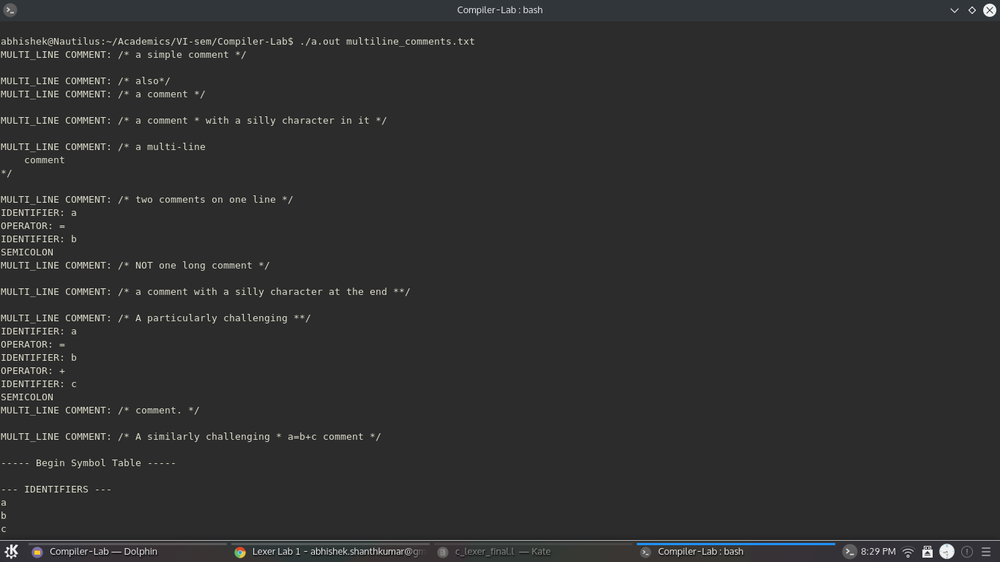 Compiler-Lab : bash
abhishek@Nautilus:~/Academics/VI-sem/Compiler-Lab$ ./a.out multiline_comments.txt
MULTI_LINE COMMENT: /* a simple comment */
MULTI_LINE COMMENT: /* also*/
MULTI_LINE COMMENT: /* a comment */
MULTI_LINE COMMENT: /* a comment * with a silly character in it */
MULTI_LINE COMMENT: /* a multi-line
    comment
*/
MULTI_LINE COMMENT: /* two comments on one line */
IDENTIFIER: a
OPERATOR: =
IDENTIFIER: b
SEMICOLON
MULTI_LINE COMMENT: /* NOT one long comment */
MULTI_LINE COMMENT: /* a comment with a silly character at the end **/
MULTI_LINE COMMENT: /* A particularly challenging **/
IDENTIFIER: a
OPERATOR: =
IDENTIFIER: b
OPERATOR: +
IDENTIFIER: c
SEMICOLON
MULTI_LINE COMMENT: /* comment. */
MULTI_LINE COMMENT: /* A similarly challenging * a=b+c comment */
----- Begin Symbol Table -----
--- IDENTIFIERS ---
a
b
c
Compiler-Lab — Dolphin
Lexer Lab 1 - abhishek.shanthkumar@gm
c_lexer_final.l — Kate
Compiler-Lab : bash
8:29 PM